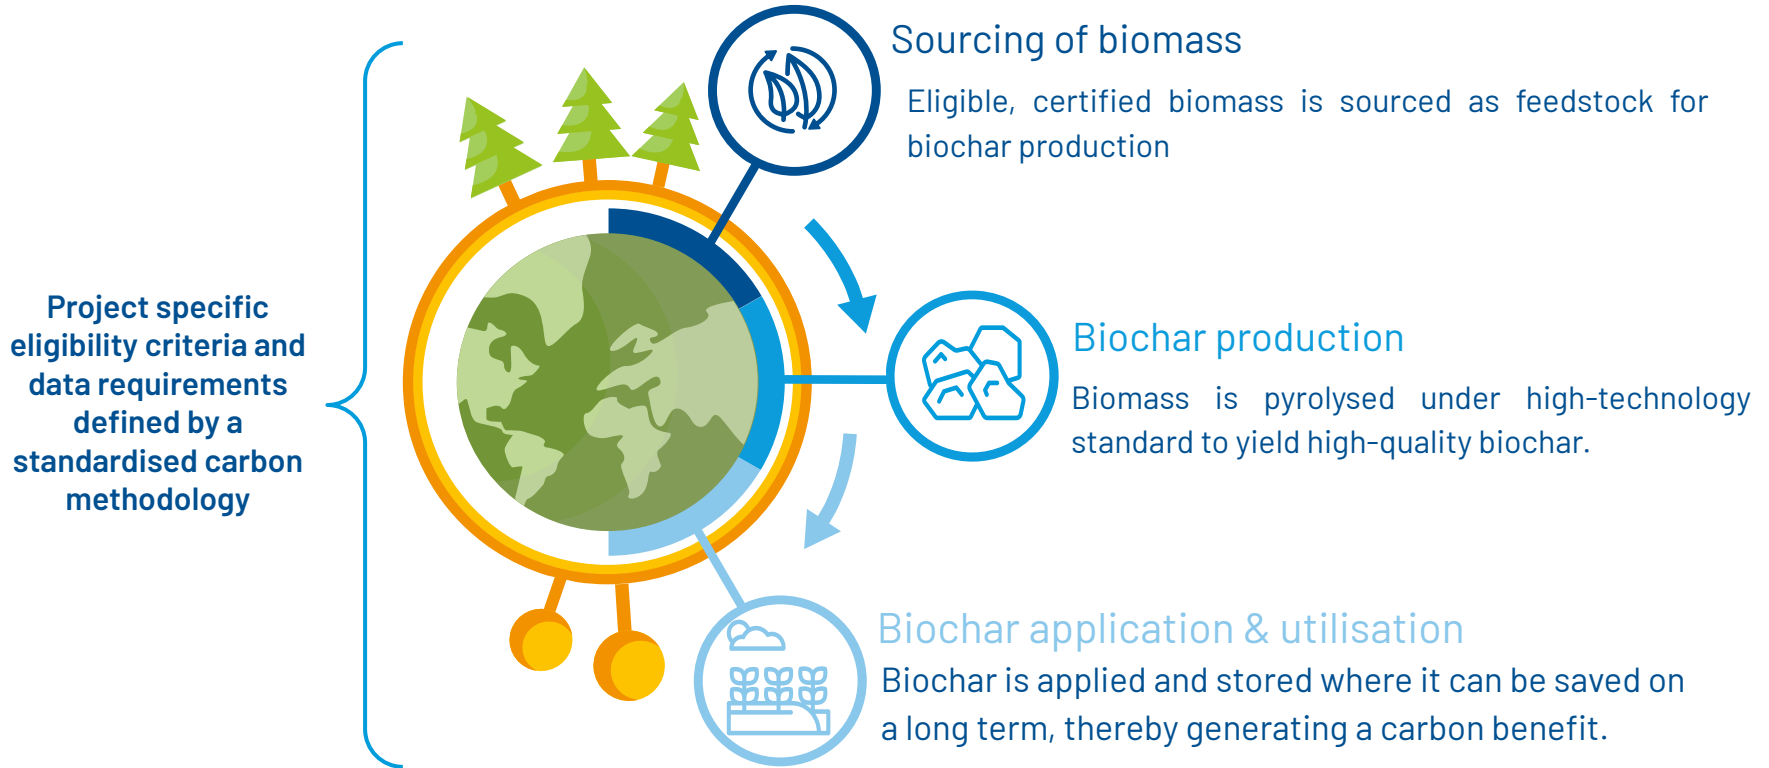 Sourcing of biomass
Eligible, certified biomass is sourced as feedstock for
biochar production
Project specific
eligibility criteria and
data requirements
defined by a
standardised carbon
methodology
Biochar production
Biomass is pyrolysed under high-technology
standard to yield high-quality biochar.
Biochar application & utilisation
Biochar is applied and stored where it can be saved on
a long term, thereby generating a carbon benefit.